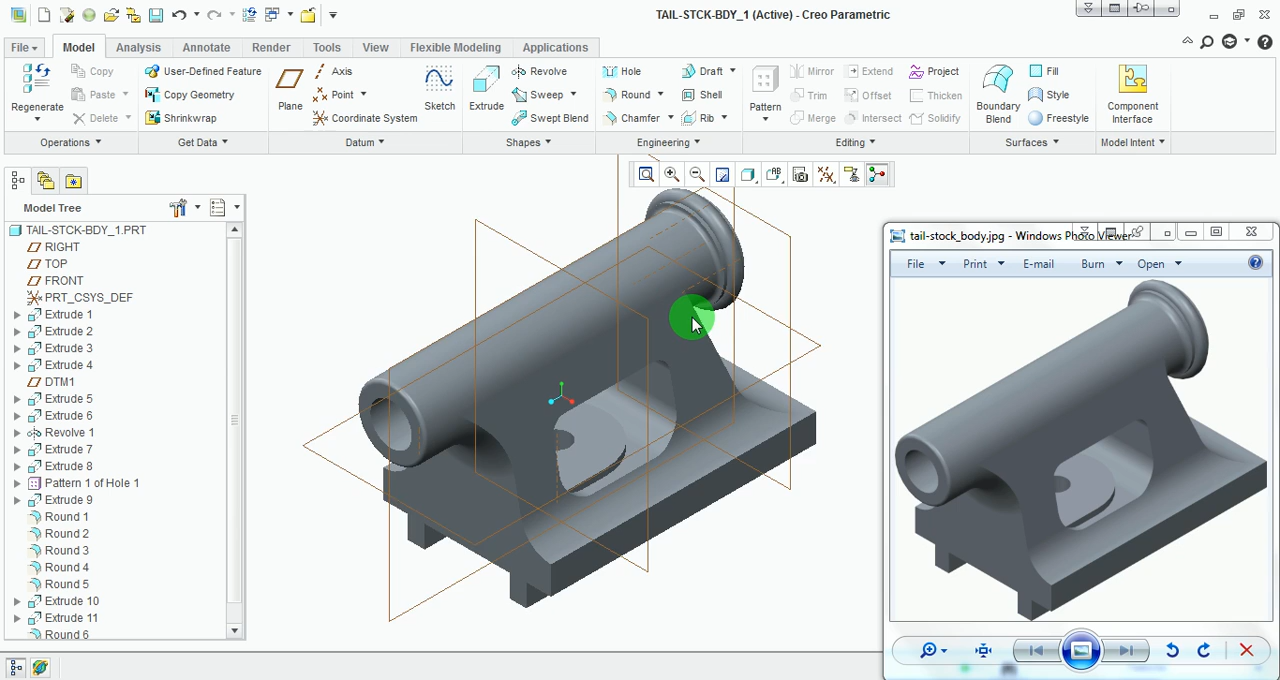 TAIL-STCK-BDY_1 (Active) - Creo Parametric
File
Model
Analysis
Annotate
Render
Tools
View
Flexible Modeling
Applications
Regenerate
Copy
Paste
Delete
User-Defined Feature
Copy Geometry
Shrinkwrap
Plane
Axis
Point
Coordinate System
Sketch
Extrude
Revolve
Sweep
Swept Blend
Hole
Round
Chamfer
Draft
Shell
Rib
Pattern
Mirror
Trim
Merge
Extend
Offset
Intersect
Project
Thicken
Solidify
Boundary
Blend
Fill
Style
Freestyle
Component
Interface
Operations
Get Data
Datum
Shapes
Engineering
Editing
Surfaces
Model Intent
Model Tree
TAIL-STCK-BDY_1.PRT
RIGHT
TOP
FRONT
PRT_CSYS_DEF
Extrude 1
Extrude 2
Extrude 3
Extrude 4
DTM1
Extrude 5
Extrude 6
Revolve 1
Extrude 7
Extrude 8
Pattern 1 of Hole 1
Extrude 9
Round 1
Round 2
Round 3
Round 4
Round 5
Extrude 10
Extrude 11
Round 6
tail-stock_body.jpg - Windows Photo Viewer
File
Print
E-mail
Burn
Open